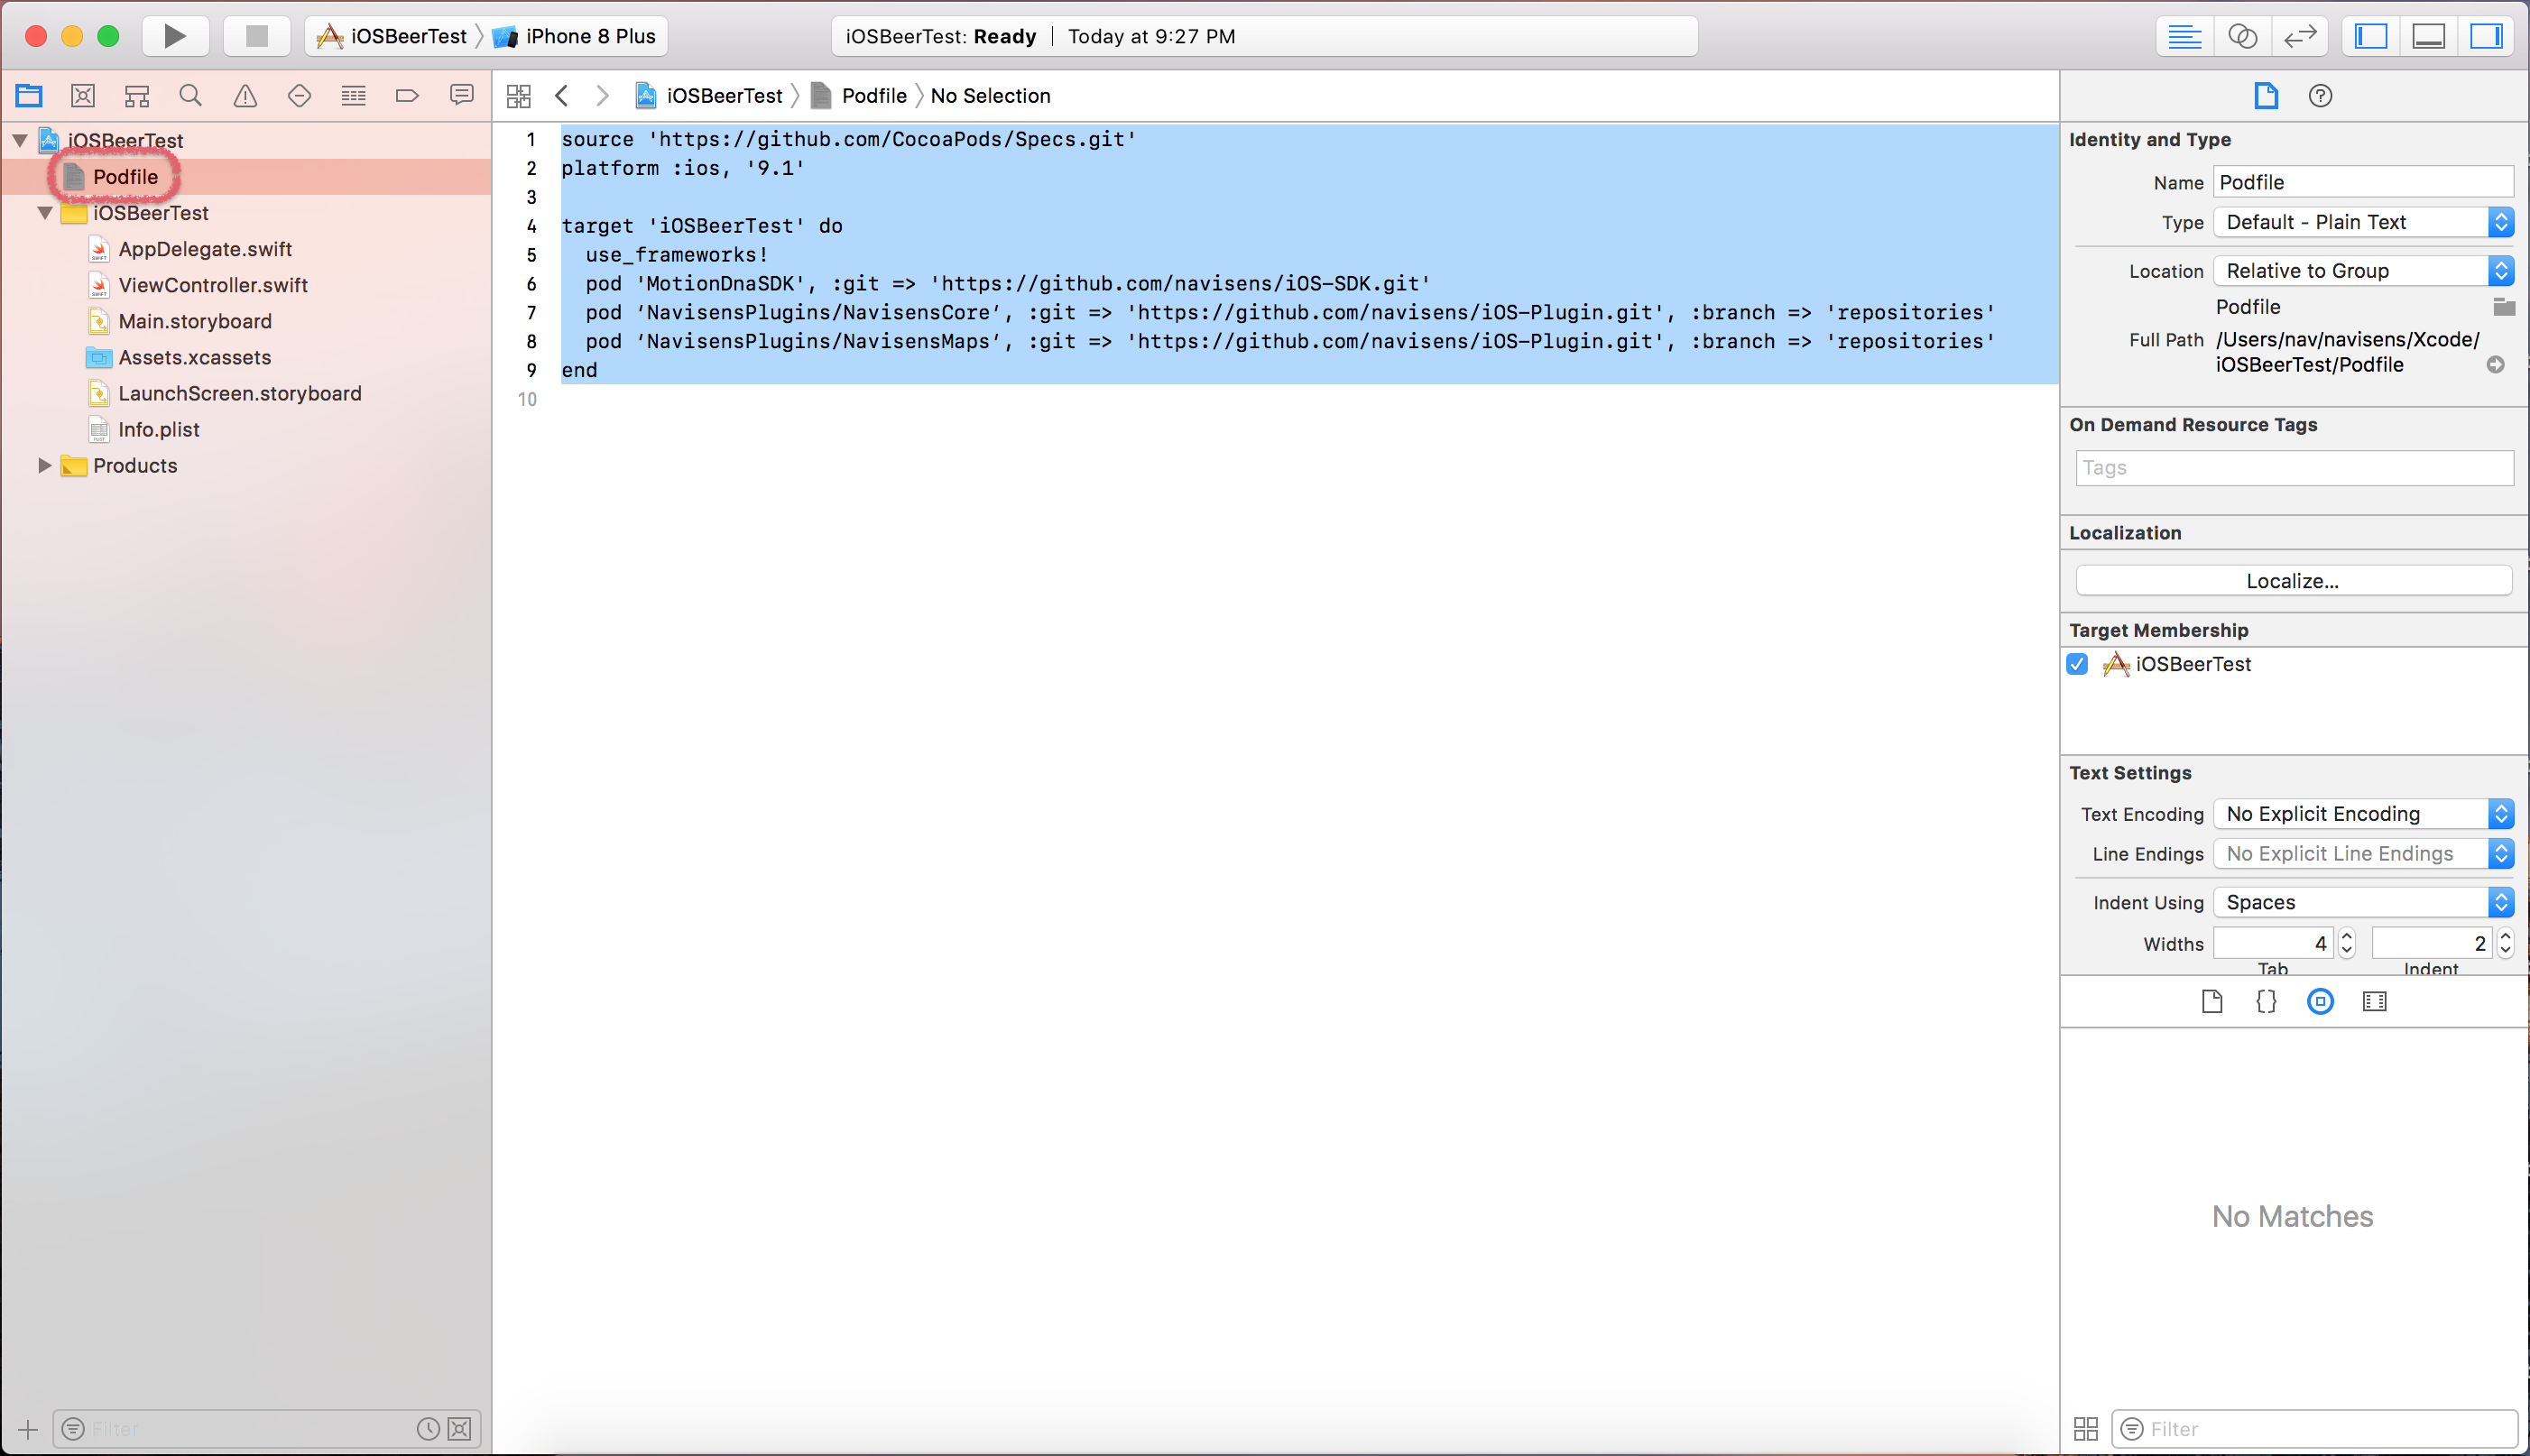 iOSBeerTest iPhone 8 Plus
iOSBeerTest: Ready | Today at 9:27 PM
iOSBeerTest
Podfile
iOSBeerTest
AppDelegate.swift
ViewController.swift
Main.storyboard
Assets.xcassets
LaunchScreen.storyboard
Info.plist
Products
Filter
iOSBeerTest Podfile No Selection
1 source 'https://github.com/CocoaPods/Specs.git'
2 platform :ios, '9.1'
3
4 target 'iOSBeerTest' do
5 use_frameworks!
6 pod 'MotionDnaSDK', :git => 'https://github.com/navisens/iOS-SDK.git'
7 pod ‘NavisensPlugins/NavisensCore’, :git => 'https://github.com/navisens/iOS-Plugin.git', :branch => 'repositories'
8 pod ‘NavisensPlugins/NavisensMaps’, :git => 'https://github.com/navisens/iOS-Plugin.git', :branch => 'repositories'
9 end
10
Identity and Type
Name Podfile
Type Default - Plain Text
Location Relative to Group
Podfile
Full Path /Users/nav/navisens/Xcode/
iOSBeerTest/Podfile
On Demand Resource Tags
Tags
Localization
Localize...
Target Membership
iOSBeerTest
Text Settings
Text Encoding No Explicit Encoding
Line Endings No Explicit Line Endings
Indent Using Spaces
Widths 4 2
Tab Indent
No Matches
Filter